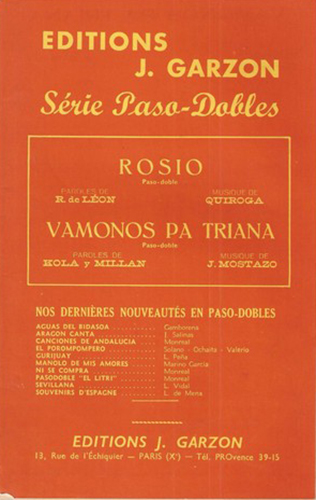 EDITIONS
J. GARZON
Série Paso-Dobles
ROSIO
Paso-doble
PAROLES DE MUSIQUE DE
R. de LÉON QUIROGA
VAMONOS PA TRIANA
Paso-doble
PAROLES DE MUSIQUE DE
KOLA y MILLAN J. MOSTAZO
NOS DERNIÈRES NOUVEAUTÉS EN PASO-DOBLES
AGUAS DEL BIDASOA .......... Camborena
ARAGON CANTA .......... J. Salinas
CANCIONES DE ANDALUCIA .......... Monreal
EL POROMPOMPERO .......... Solano - Ochaïta - Valerio
GURIJUAY .......... L. Peña
MANOLO DE MIS AMORES .......... Marino Garcia
NI SE COMPRA .......... Monreal
PASODOBLE "EL LITRI" .......... Monreal
SEVILLANA .......... L. Vidal
SOUVENIRS D'ESPAGNE .......... L. de Mena
EDITIONS J. GARZON
13, Rue de l'Échiquier — PARIS (Xe) — Tél. PROvence 39-15